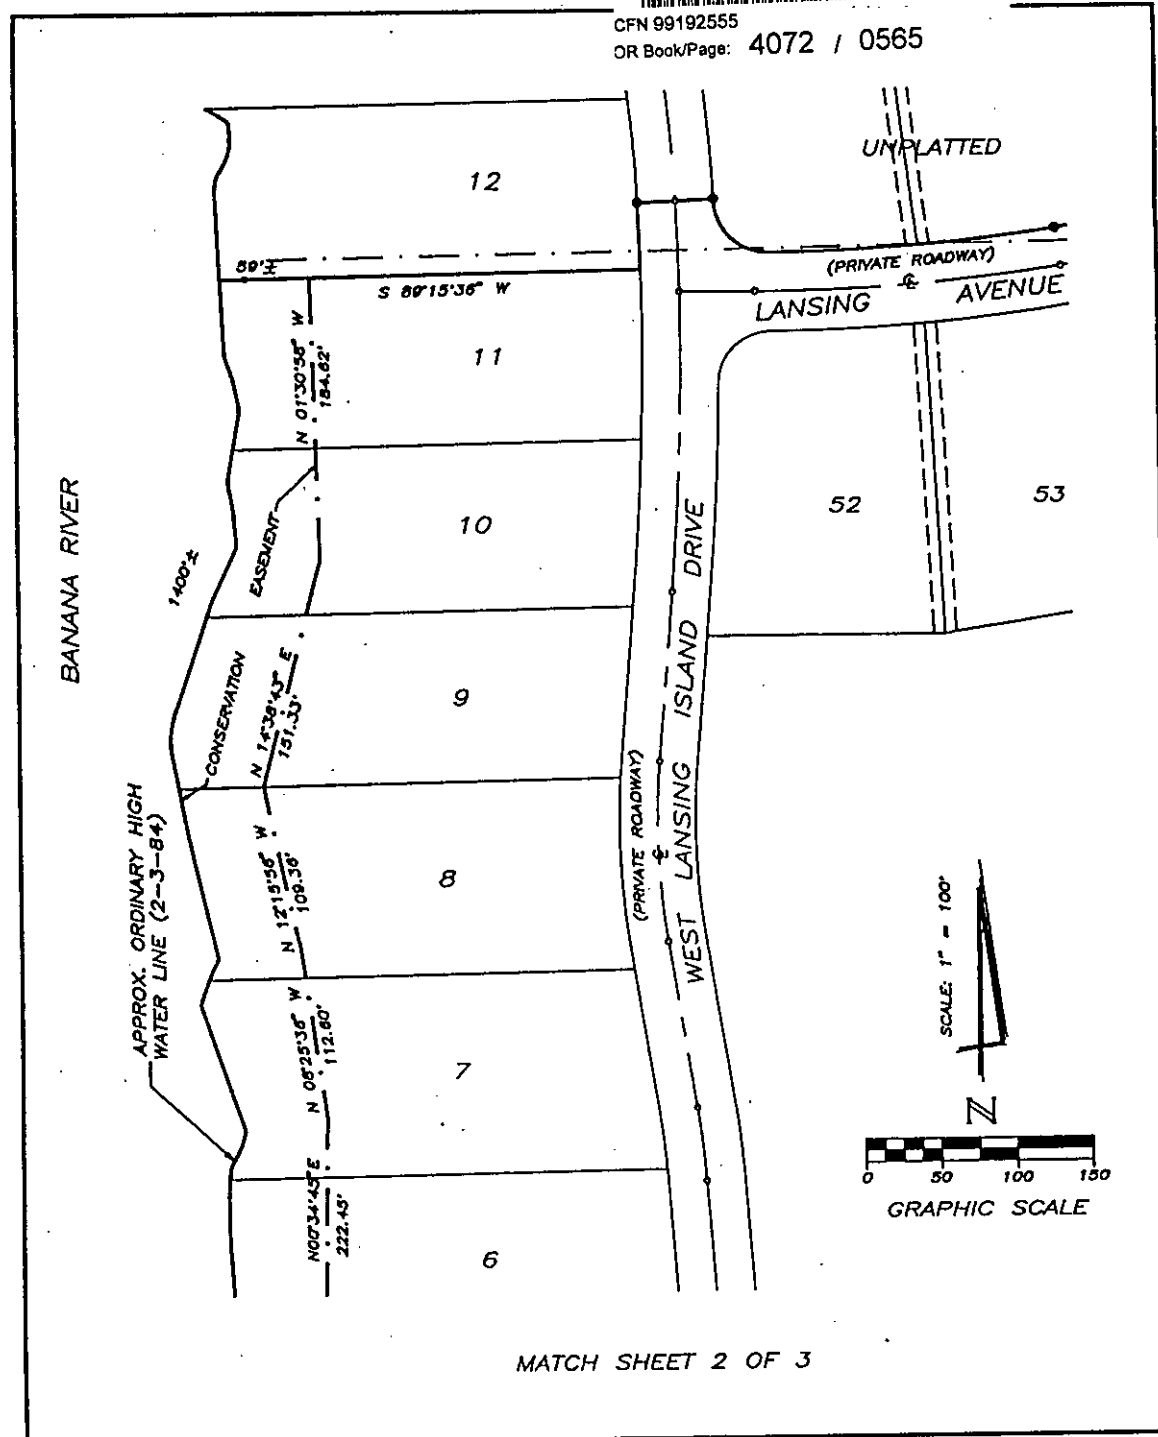 CFN 99192555
OR Book/Page: 4072 / 0565
UNPLATTED
12
59'±
S 89°15'36" W
(PRIVATE ROADWAY)
LANSING ℄ AVENUE
N 01°30'58" W
184.62'
11
BANANA RIVER
1400'±
EASEMENT
10
52
53
WEST LANSING ISLAND DRIVE
(PRIVATE ROADWAY)
℄
CONSERVATION
N 14°38'43" E
151.33'
9
APPROX. ORDINARY HIGH
WATER LINE (2-3-84)
N 12°15'58" W
109.36'
8
SCALE: 1" = 100'
N 08°25'36" W
112.60'
7
N
0 50 100 150
GRAPHIC SCALE
N00°34'45"E
222.45'
6
MATCH SHEET 2 OF 3